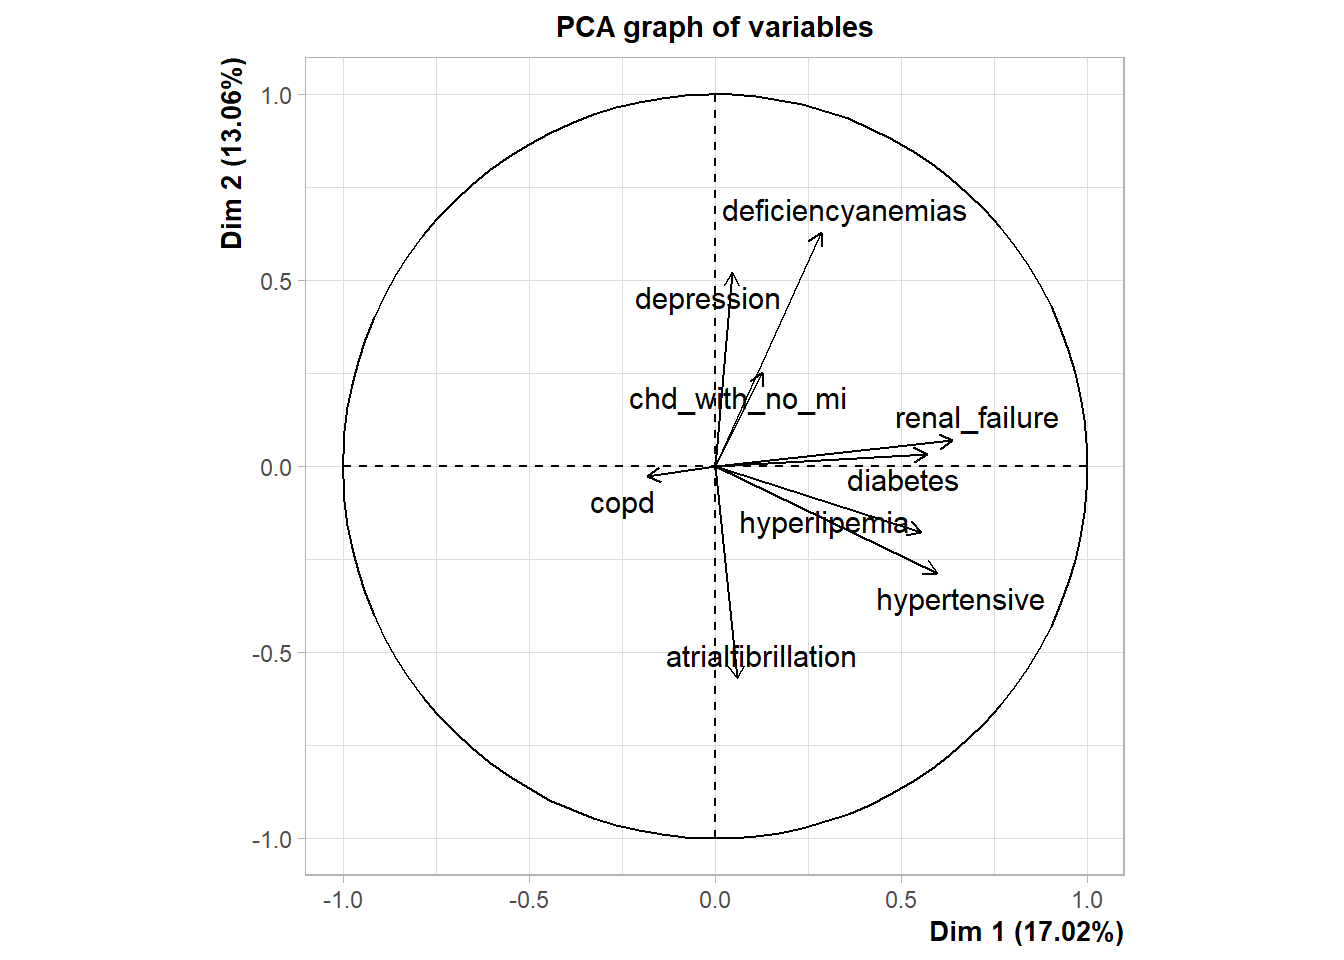 PCA graph of variables
Dim 2 (13.06%)
1.0
0.5
0.0
-0.5
-1.0
deficiencyanemias
depression
chd_with_no_mi
renal_failure
diabetes
copd
hyperlipemia
hypertensive
atrialfibrillation
-1.0 -0.5 0.0 0.5 1.0
Dim 1 (17.02%)